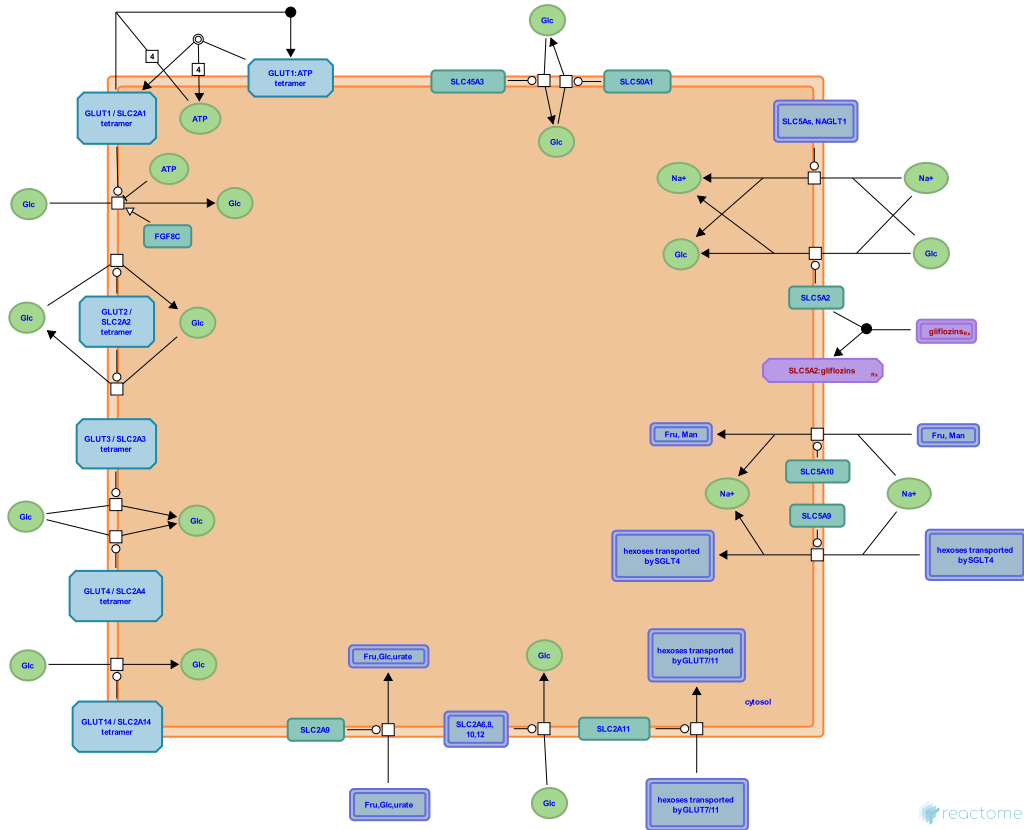 GLUT1:ATP
tetramer
4
4
GLUT1 / SLC2A1
tetramer
ATP
ATP
Glc
Glc
FGF8C
Glc
GLUT2 /
SLC2A2
tetramer
Glc
GLUT3 / SLC2A3
tetramer
Glc
Glc
GLUT4 / SLC2A4
tetramer
Glc
Glc
GLUT14 / SLC2A14
tetramer
Glc
SLC45A3
SLC50A1
Glc
SLC5As, NAGLT1
Na+
Na+
Glc
Glc
SLC5A2
gliflozins Rx
SLC5A2:gliflozins
Rx
Fru, Man
Fru, Man
SLC5A10
Na+
Na+
SLC5A9
hexoses transported
by SGLT4
hexoses transported
by SGLT4
Fru,Glc,urate
Glc
hexoses transported
by GLUT7/11
cytosol
SLC2A9
SLC2A6,8,
10,12
SLC2A11
Fru,Glc,urate
Glc
hexoses transported
by GLUT7/11
reactome